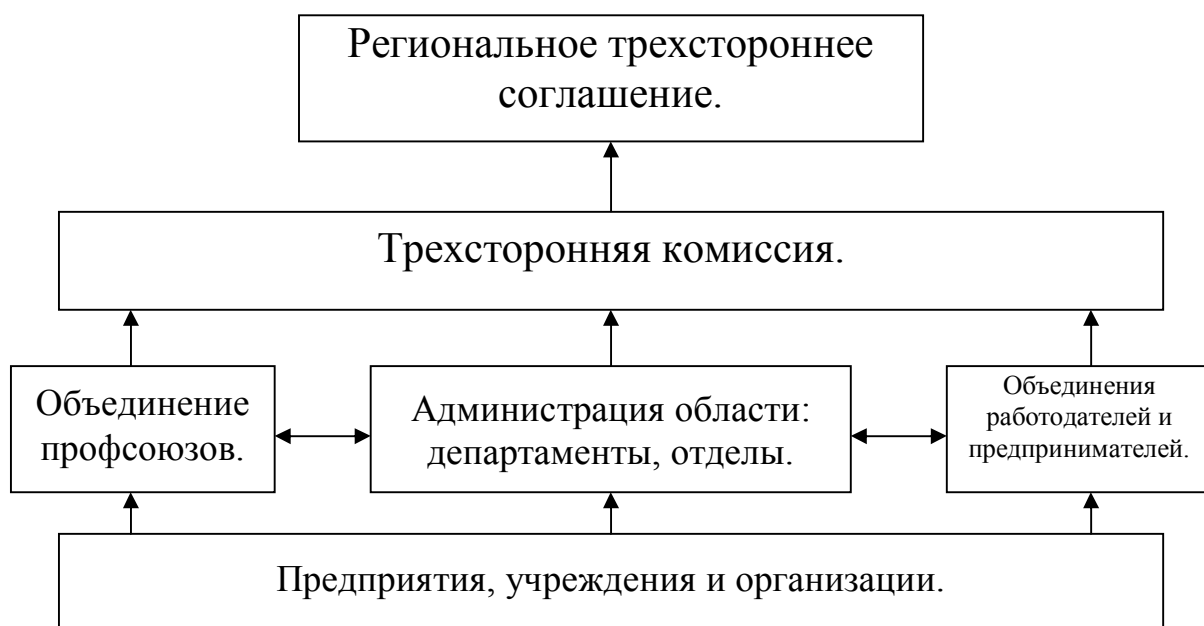 Региональное трехстороннее
соглашение.
Трехсторонняя комиссия.
Объединение
профсоюзов.
Администрация области:
департаменты, отделы.
Объединения
работодателей и
предпринимателей.
Предприятия, учреждения и организации.